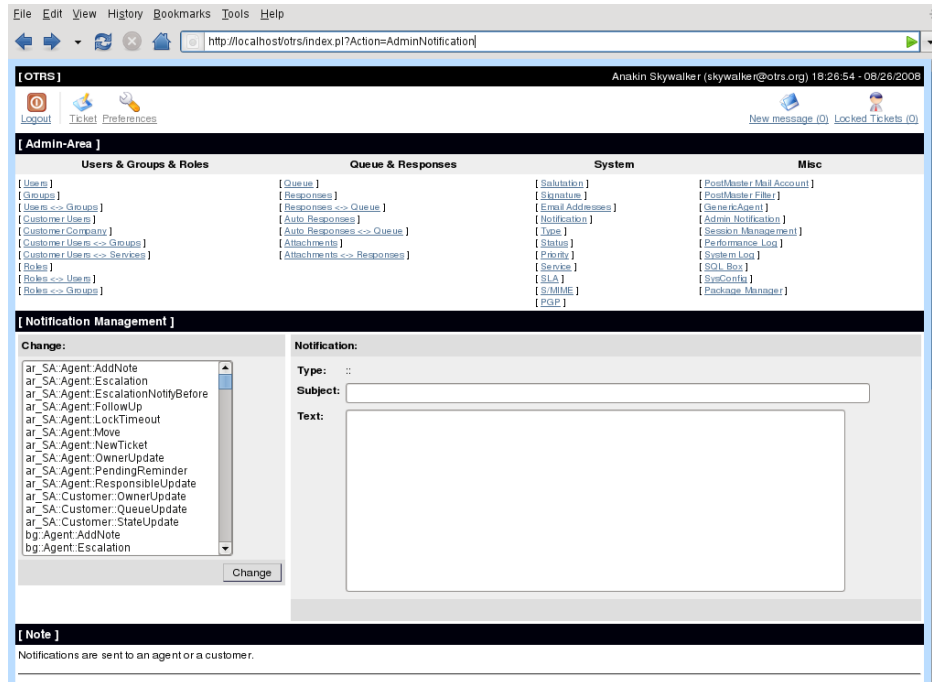 File Edit View History Bookmarks Tools Help
http://localhost/otrs/index.pl?Action=AdminNotification
[ OTRS ] Anakin Skywalker (skywalker@otrs.org) 18:26:54 - 08/26/2008
Logout Ticket Preferences New message (0) Locked Tickets (0)
[ Admin-Area ]
Users & Groups & Roles Queue & Responses System Misc
[ Users ] [ Queue ] [ Salutation ] [ PostMaster Mail Account ]
[ Groups ] [ Responses ] [ Signature ] [ PostMaster Filter ]
[ Users <-> Groups ] [ Responses <-> Queue ] [ Email Addresses ] [ GenericAgent ]
[ Customer Users ] [ Auto Responses ] [ Notification ] [ Admin Notification ]
[ Customer Company ] [ Auto Responses <-> Queue ] [ Type ] [ Session Management ]
[ Customer Users <-> Groups ] [ Attachments ] [ Status ] [ Performance Log ]
[ Customer Users <-> Services ] [ Attachments <-> Responses ] [ Priority ] [ System Log ]
[ Roles ] [ Service ] [ SQL Box ]
[ Roles <-> Users ] [ SLA ] [ SysConfig ]
[ Roles <-> Groups ] [ S/MIME ] [ Package Manager ]
[ PGP ]
[ Notification Management ]
Change: Notification:
ar_SA::Agent::AddNote
ar_SA::Agent::Escalation
ar_SA::Agent::EscalationNotifyBefore
ar_SA::Agent::FollowUp
ar_SA::Agent::LockTimeout
ar_SA::Agent::Move
ar_SA::Agent::NewTicket
ar_SA::Agent::OwnerUpdate
ar_SA::Agent::PendingReminder
ar_SA::Agent::ResponsibleUpdate
ar_SA::Customer::OwnerUpdate
ar_SA::Customer::QueueUpdate
ar_SA::Customer::StateUpdate
bg::Agent::AddNote
bg::Agent::Escalation
Change
Type: ::
Subject:
Text:
[ Note ]
Notifications are sent to an agent or a customer.